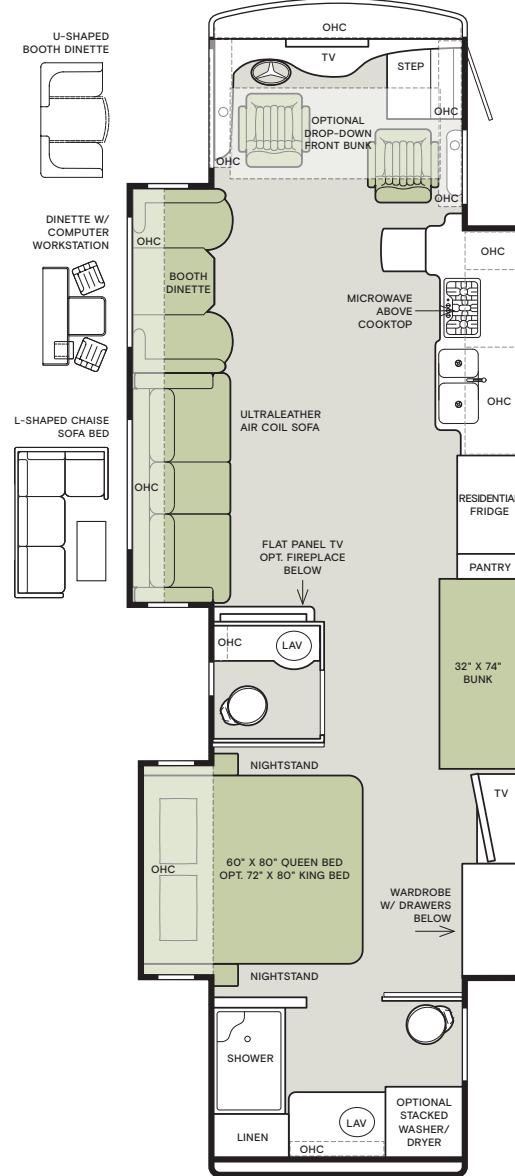 OHC
TV
STEP
U-SHAPED
BOOTH DINETTE
OPTIONAL
DROP-DOWN
FRONT BUNK
OHC
OHC
OHC
DINETTE W/
COMPUTER
WORKSTATION
OHC
BOOTH
DINETTE
OHC
MICROWAVE
ABOVE
COOKTOP
OHC
L-SHAPED CHAISE
SOFA BED
ULTRALEATHER
AIR COIL SOFA
OHC
RESIDENTIAL
FRIDGE
FLAT PANEL TV
OPT. FIREPLACE
BELOW
PANTRY
OHC
LAV
32" X 74"
BUNK
NIGHTSTAND
TV
OHC
60" X 80" QUEEN BED
OPT. 72" X 80" KING BED
WARDROBE
W/ DRAWERS
BELOW
NIGHTSTAND
SHOWER
LINEN
LAV
OHC
OPTIONAL
STACKED
WASHER/
DRYER